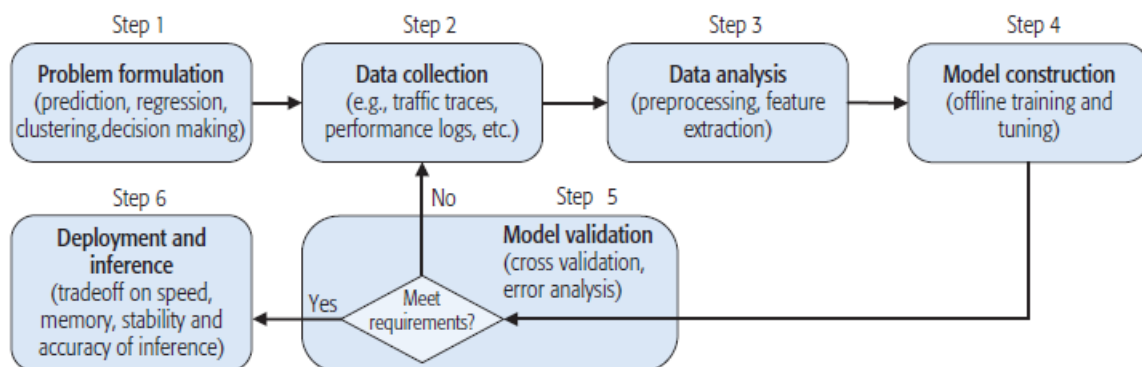 Step 1
Problem formulation
(prediction, regression,
clustering,decision making)
Step 2
Data collection
(e.g., traffic traces,
performance logs, etc.)
Step 3
Data analysis
(preprocessing, feature
extraction)
Step 4
Model construction
(offline training and
tuning)
No
Step 5
Model validation
(cross validation,
error analysis)
Meet
requirements?
Yes
Step 6
Deployment and
inference
(tradeoff on speed,
memory, stability and
accuracy of inference)